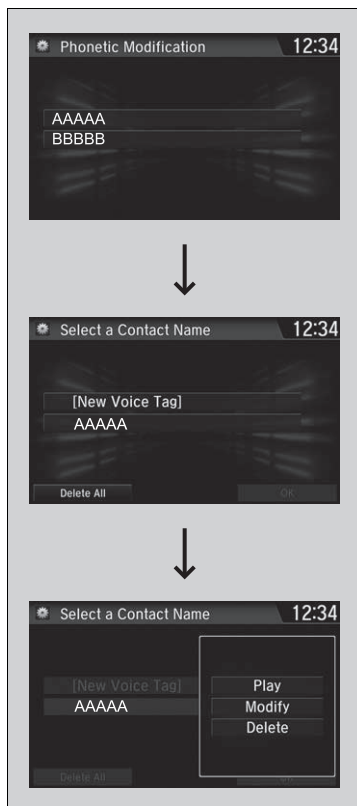 Phonetic Modification 12:34
AAAAA
BBBBB
Select a Contact Name 12:34
[New Voice Tag]
AAAAA
Delete All OK
Select a Contact Name 12:34
[New Voice Tag] Play
AAAAA Modify
Delete
Delete All OK